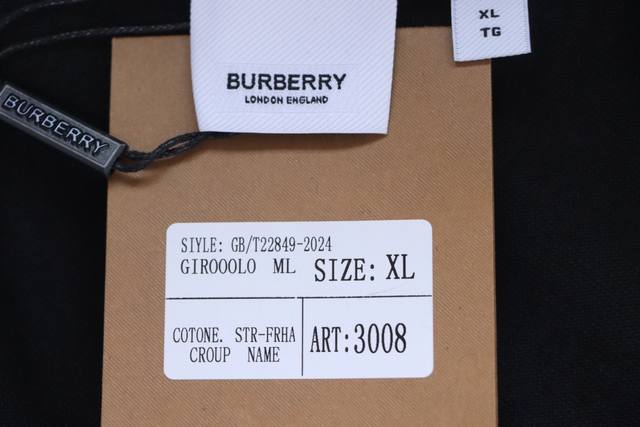 XL
TG
BURBERRY
LONDON ENGLAND
BURBERRY
SIYLE: GB/T22849-2024
GIROOOLO ML SIZE: XL
COTONE. STR-FRHA
CROUP NAME
ART:3008